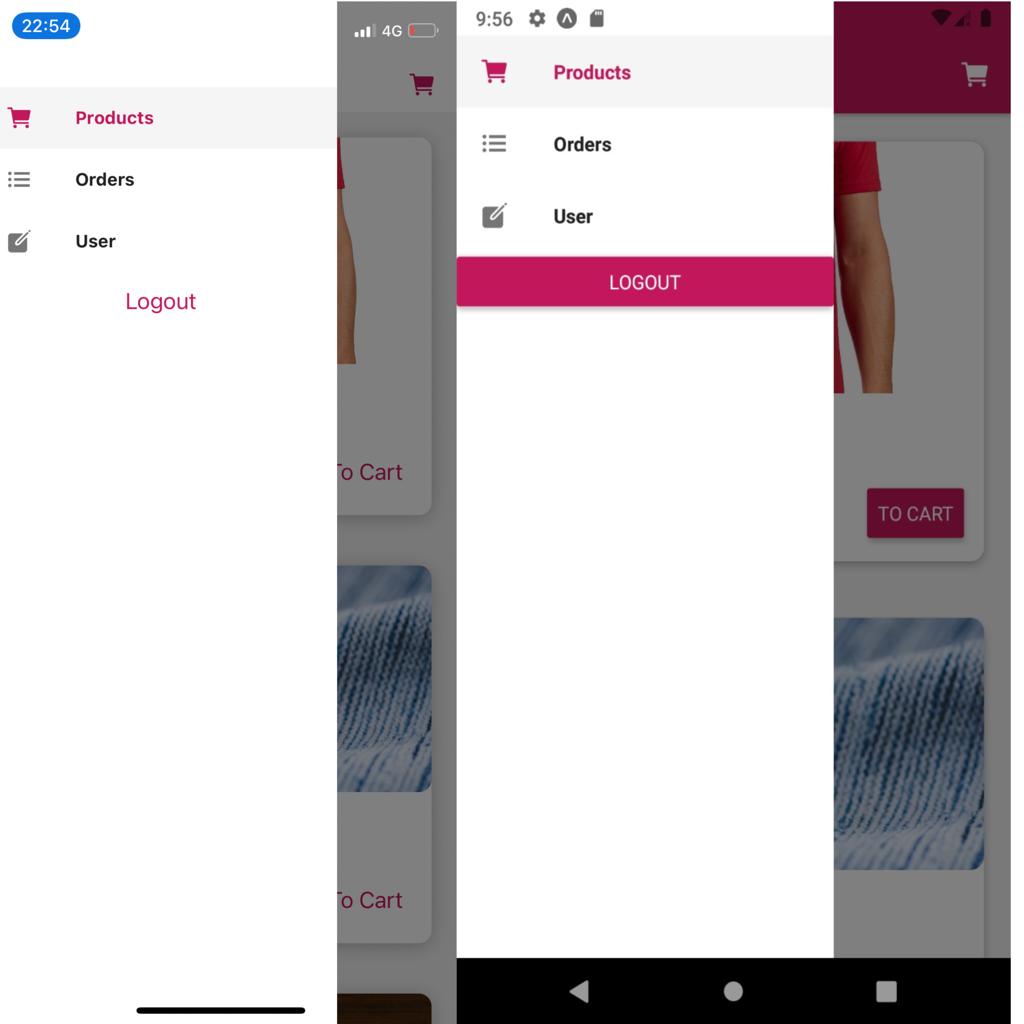 22:54
4G
Products
Orders
User
Logout
To Cart
To Cart
9:56
Products
Orders
User
LOGOUT
TO CART